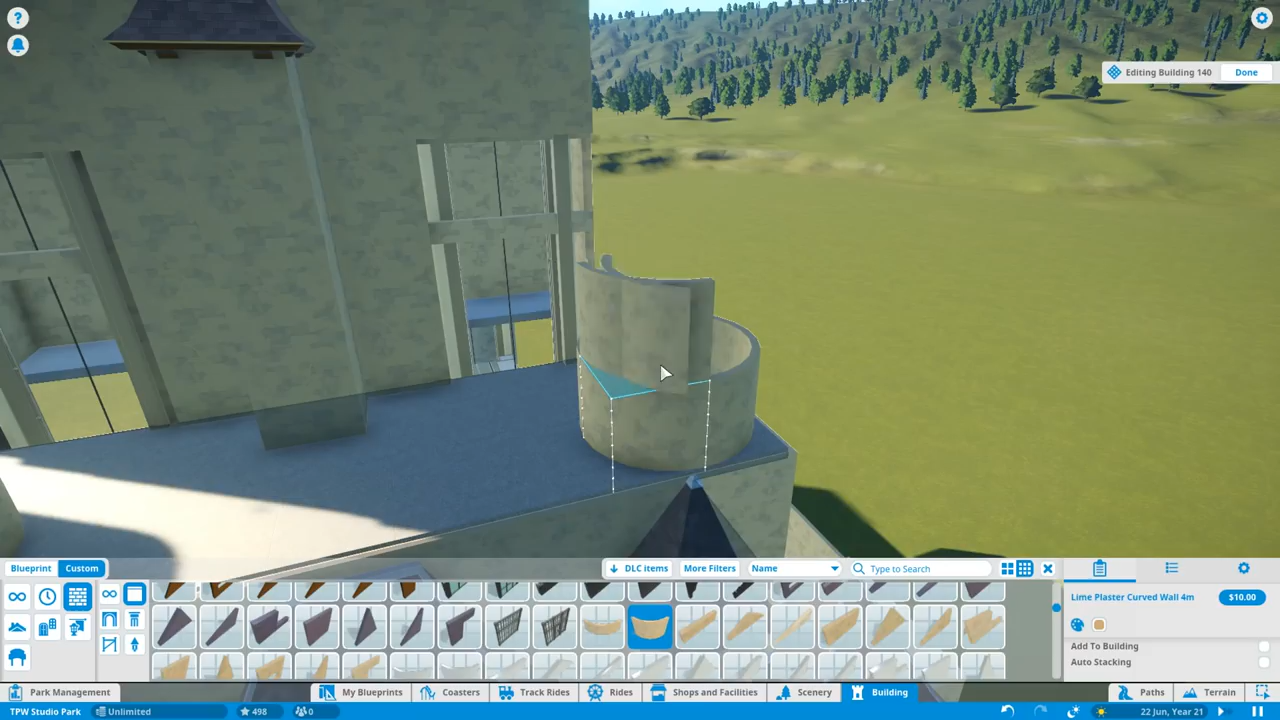 ?
Editing Building 140
Done
Blueprint
Custom
DLC items
More Filters
Name
Type to Search
Lime Plaster Curved Wall 4m
$10.00
Add To Building
Auto Stacking
Park Management
My Blueprints
Coasters
Track Rides
Rides
Shops and Facilities
Scenery
Building
Paths
Terrain
TPW Studio Park
Unlimited
498
0
22 Jun, Year 21